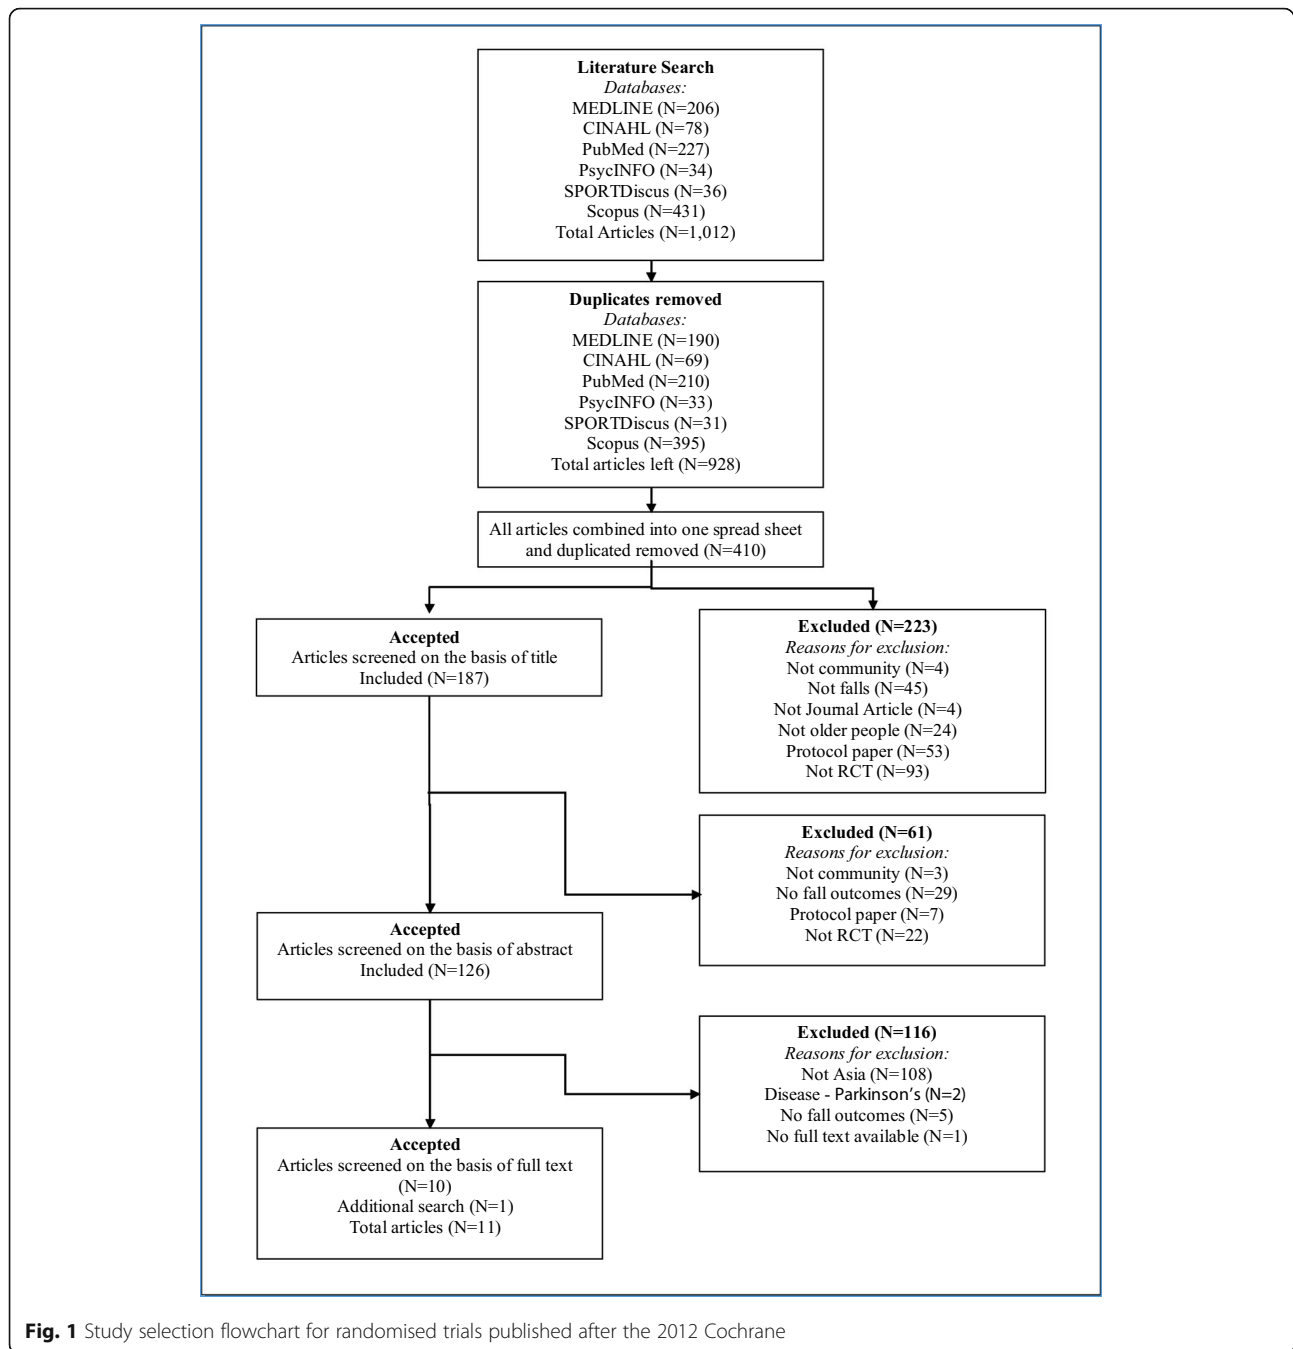 Literature Search
Databases:
MEDLINE (N=206)
CINAHL (N=78)
PubMed (N=227)
PsycINFO (N=34)
SPORTDiscus (N=36)
Scopus (N=431)
Total Articles (N=1,012)
Duplicates removed
Databases:
MEDLINE (N=190)
CINAHL (N=69)
PubMed (N=210)
PsycINFO (N=33)
SPORTDiscus (N=31)
Scopus (N=395)
Total articles left (N=928)
All articles combined into one spread sheet
and duplicated removed (N=410)
Accepted
Articles screened on the basis of title
Included (N=187)
Excluded (N=223)
Reasons for exclusion:
Not community (N=4)
Not falls (N=45)
Not Journal Article (N=4)
Not older people (N=24)
Protocol paper (N=53)
Not RCT (N=93)
Excluded (N=61)
Reasons for exclusion:
Not community (N=3)
No fall outcomes (N=29)
Protocol paper (N=7)
Not RCT (N=22)
Accepted
Articles screened on the basis of abstract
Included (N=126)
Excluded (N=116)
Reasons for exclusion:
Not Asia (N=108)
Disease - Parkinson's (N=2)
No fall outcomes (N=5)
No full text available (N=1)
Accepted
Articles screened on the basis of full text
(N=10)
Additional search (N=1)
Total articles (N=11)
Fig. 1 Study selection flowchart for randomised trials published after the 2012 Cochrane